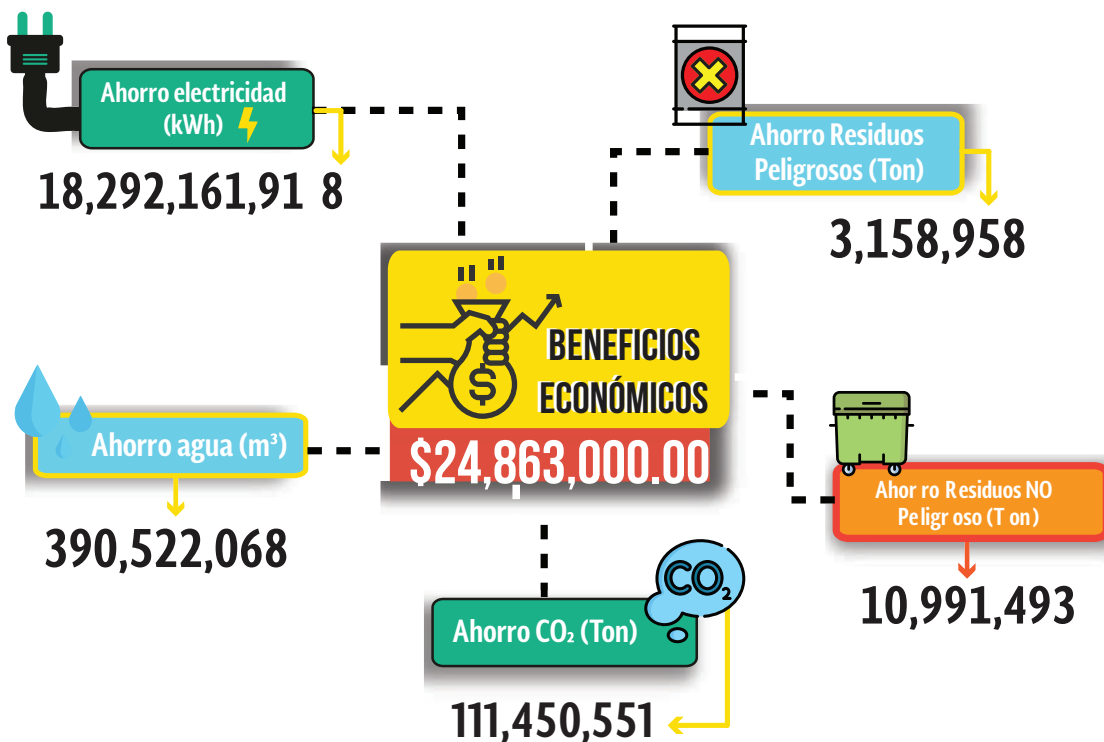 Ahorro electricidad
(kWh)
18,292,161,91 8
Ahorro Residuos
Peligrosos (Ton)
3,158,958
BENEFICIOS
ECONÓMICOS
$
$24,863,000.00
Ahorro agua (m³)
390,522,068
Ahor ro Residuos NO
Peligr oso (T on)
10,991,493
CO₂
Ahorro CO₂ (Ton)
111,450,551